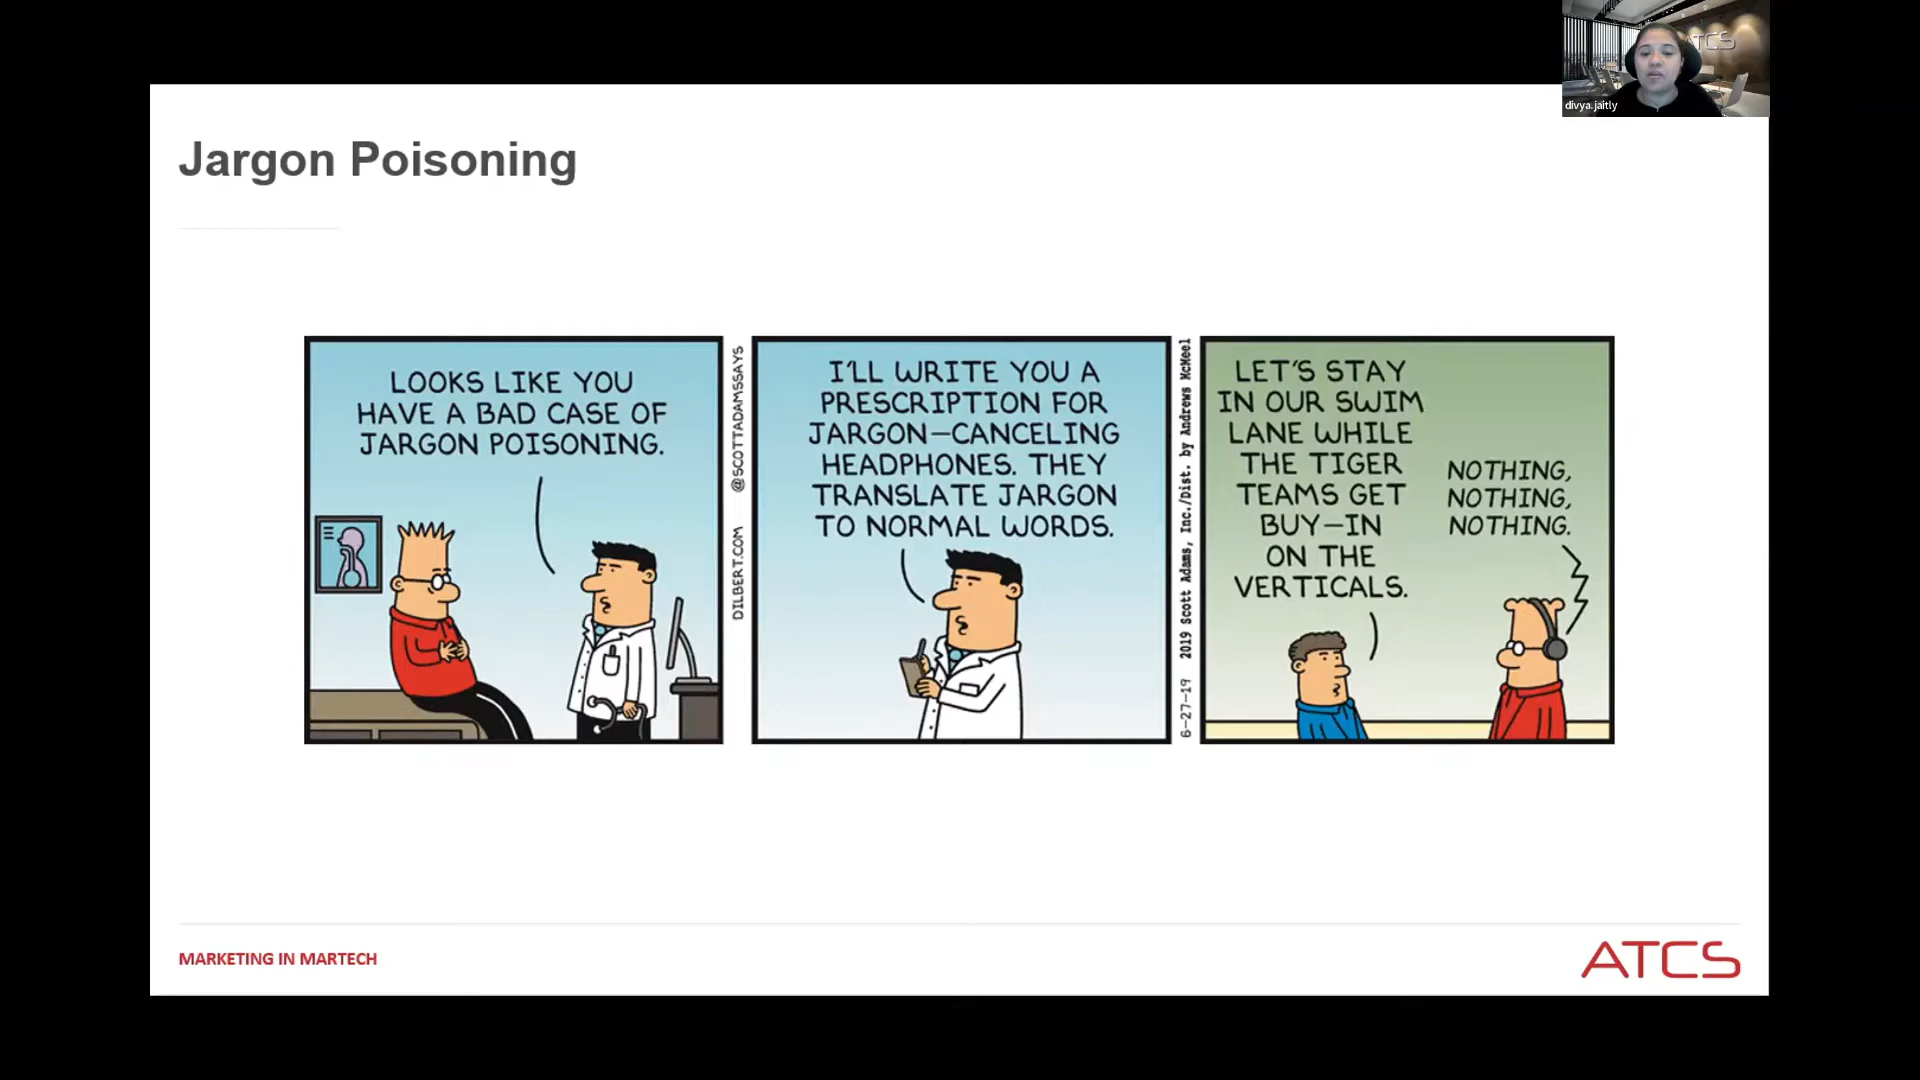 ATCS
divya.jaitly
Jargon Poisoning
LOOKS LIKE YOU
HAVE A BAD CASE OF
JARGON POISONING.
DILBERT.COM @SCOTTADAMSSAYS
I'LL WRITE YOU A
PRESCRIPTION FOR
JARGON–CANCELING
HEADPHONES. THEY
TRANSLATE JARGON
TO NORMAL WORDS.
6-27-19 2019 Scott Adams, Inc./Dist. by Andrews McMeel
LET'S STAY
IN OUR SWIM
LANE WHILE
THE TIGER
TEAMS GET
BUY–IN
ON THE
VERTICALS.
NOTHING,
NOTHING,
NOTHING.
MARKETING IN MARTECH
ATCS